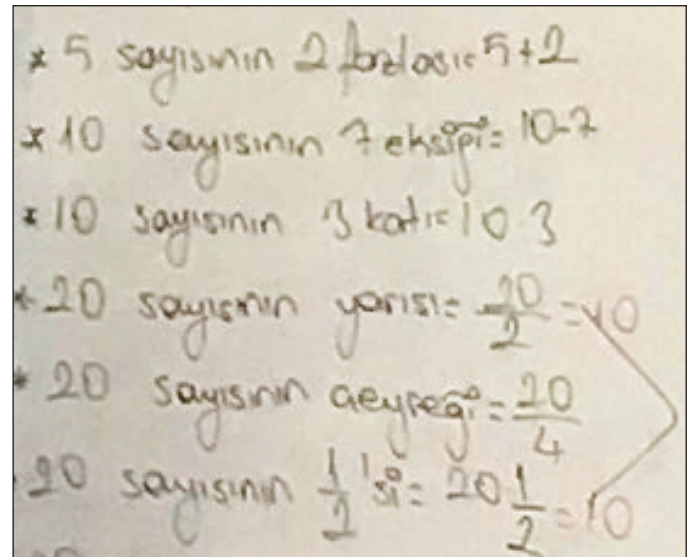 * 5 sayısının 2 fazlası= 5+2
* 10 sayısının 7 eksiği= 10-7
* 10 sayısının 3 katı= 10 3
* 20 sayısının yarısı= 20/2 = 10
* 20 sayısının çeyreği= 20/4
20 sayısının 1/2'si= 20 1/2 = 10